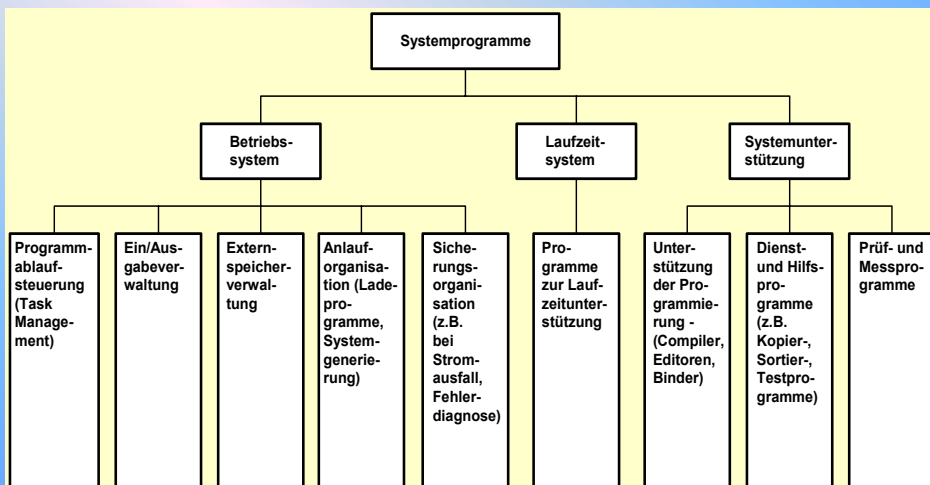 Systemprogramme
Betriebs-
system
Laufzeit-
system
Systemunter-
stützung
Programm-
ablauf-
steuerung
(Task
Manage-
ment)
Ein/Aus-
gabever-
waltung
Extern-
speicher-
verwal-
tung
Anlauf-
organisa-
tion (Lade-
programme,
System-
generie-
rung)
Siche-
rungs-
organi-
sation
(z.B.
bei
Strom-
ausfall,
Fehler-
diagnose)
Pro-
gramme
zur Lauf-
zeitunter-
stützung
Unter-
stützung
der Pro-
grammie-
rung -
(Compiler,
Editoren,
Binder)
Dienst-
und Hilfs-
pro-
gramme
(z.B.
Kopier-,
Sortier-,
Testpro-
gramme)
Prüf- und
Messpro-
gramme